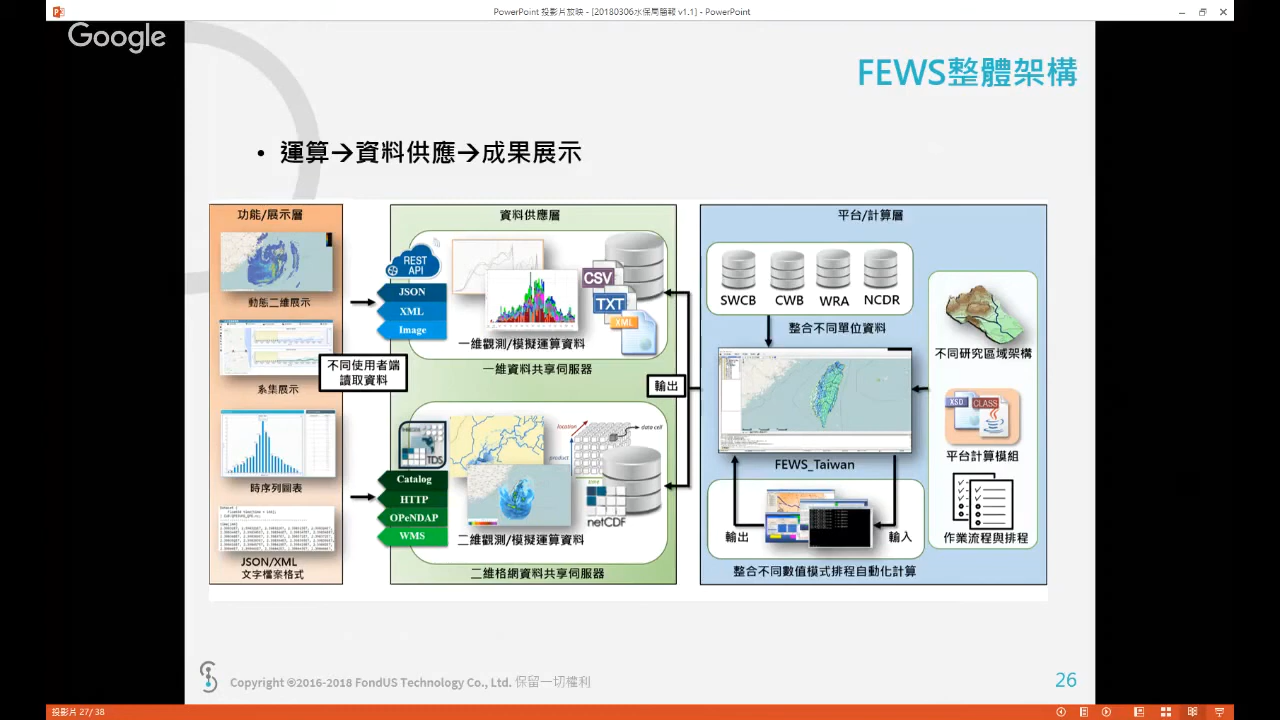 PowerPoint 投影片放映 - [20180306水保局簡報 v1.1] - PowerPoint
Google
FEWS整體架構
• 運算→資料供應→成果展示
功能/展示層
動態二維展示
系集展示
時序列圖表
JSON/XML
文字檔案格式
不同使用者端
讀取資料
資料供應層
REST
API
JSON
XML
Image
CSV
TXT
XML
一維觀測/模擬運算資料
一維資料共享伺服器
TDS
Catalog
HTTP
OPeNDAP
WMS
location
data cell
product
time
netCDF
二維觀測/模擬運算資料
二維格網資料共享伺服器
輸出
平台/計算層
SWCB
CWB
WRA
NCDR
整合不同單位資料
FEWS_Taiwan
輸出
輸入
整合不同數值模式排程自動化計算
不同研究區域架構
XSD
CLASS
平台計算模組
作業流程與排程
Copyright ©2016-2018 FondUS Technology Co., Ltd. 保留一切權利
26
投影片 27/38